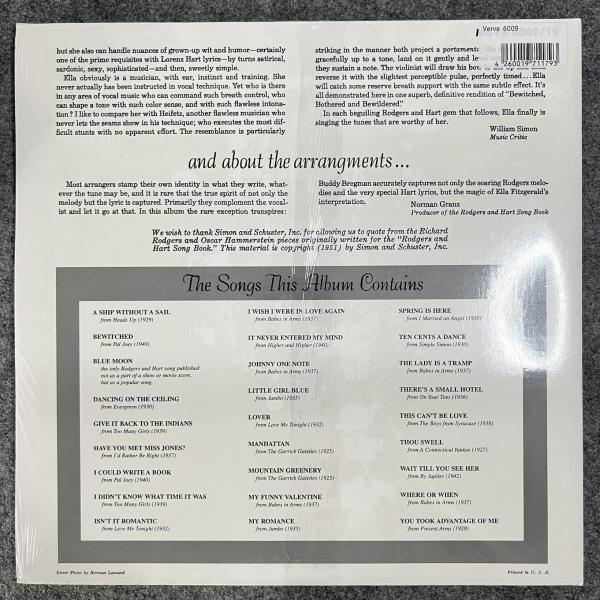 Verve 6009
4 260019 711793
but she also can handle nuances of grown-up wit and humor—certainly
one of the prime requisites with Lorenz Hart lyrics—by turns satirical,
sardonic, sexy, sophisticated—and then, sweetly simple.
Ella obviously is a musician, with ear, instinct and training. She
never actually has been instructed in vocal technique. Yet who is there
in any area of vocal music who can command such breath control, who
can shape a tone with such color sense, and with such flawless intona-
tion? I like to compare her with Heifetz, another flawless musician who
never lets the seams show in his technique; who executes the most dif-
ficult stunts with no apparent effort. The resemblance is particularly
striking in the manner both project a portamento:
gracefully up to a tone, land on it gently and
they sustain a note. The violinist will draw his
reverse it with the slightest perceptible pulse, perfectly timed...Ella
will catch some reserve breath support with the same subtle effect. It's
all demonstrated here in one superb, definitive rendition of "Bewitched,
Bothered and Bewildered."
In each beguiling Rodgers and Hart gem that follows, Ella finally is
singing the tunes that are worthy of her.
William Simon
Music Critic
and about the arrangments...
Most arrangers stamp their own identity in what they write, what-
ever the tune may be, and it is rare that the true spirit of not only the
melody but the lyric is captured. Primarily they complement the vocal-
ist and let it go at that. In this album the rare exception transpires:
Buddy Bregman accurately captures not only the soaring Rodgers melo-
dies and the very special Hart lyrics, but the magic of Ella Fitzgerald's
interpretation.
Norman Granz
Producer of the Rodgers and Hart Song Book
We wish to thank Simon and Schuster, Inc. for allowing us to quote from the Richard
Rodgers and Oscar Hammerstein pieces originally written for the "Rodgers and
Hart Song Book." This material is copyright (1951) by Simon and Schuster, Inc.
The Songs This Album Contains
A SHIP WITHOUT A SAIL
from Heads Up (1929)
BEWITCHED
from Pal Joey (1940)
BLUE MOON
the only Rodgers and Hart song published
not as a part of a show or movie score,
but as a popular song.
DANCING ON THE CEILING
from Evergreen (1930)
GIVE IT BACK TO THE INDIANS
from Too Many Girls (1939)
HAVE YOU MET MISS JONES?
from I'd Rather Be Right (1937)
I COULD WRITE A BOOK
from Pal Joey (1940)
I DIDN'T KNOW WHAT TIME IT WAS
from Too Many Girls (1939)
ISN'T IT ROMANTIC
from Love Me Tonight (1932)
I WISH I WERE IN LOVE AGAIN
from Babes in Arms (1937)
IT NEVER ENTERED MY MIND
from Higher and Higher (1940)
JOHNNY ONE NOTE
from Babes in Arms (1937)
LITTLE GIRL BLUE
from Jumbo (1935)
LOVER
from Love Me Tonight (1932)
MANHATTAN
from The Garrick Gaieties (1925)
MOUNTAIN GREENERY
from The Garrick Gaieties (1925)
MY FUNNY VALENTINE
from Babes in Arms (1937)
MY ROMANCE
from Jumbo (1935)
SPRING IS HERE
from I Married an Angel (1938)
TEN CENTS A DANCE
from Simple Simon (1930)
THE LADY IS A TRAMP
from Babes in Arms (1937)
THERE'S A SMALL HOTEL
from On Your Toes (1936)
THIS CAN'T BE LOVE
from The Boys from Syracuse (1938)
THOU SWELL
from A Connecticut Yankee (1927)
WAIT TILL YOU SEE HER
from By Jupiter (1942)
WHERE OR WHEN
from Babes in Arms (1937)
YOU TOOK ADVANTAGE OF ME
from Present Arms (1928)
Cover Photo by Herman Leonard
Printed in U. S. A.